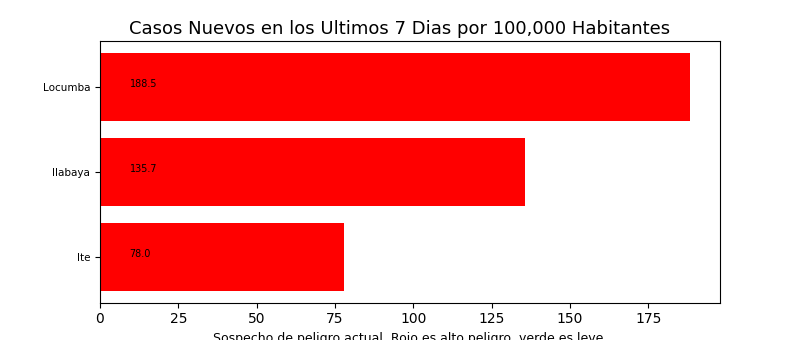 Casos Nuevos en los Ultimos 7 Dias por 100,000 Habitantes
Locumba
188.5
Ilabaya
135.7
Ite
78.0
0 25 50 75 100 125 150 175
Sospecho de peligro actual. Rojo es alto peligro, verde es leve